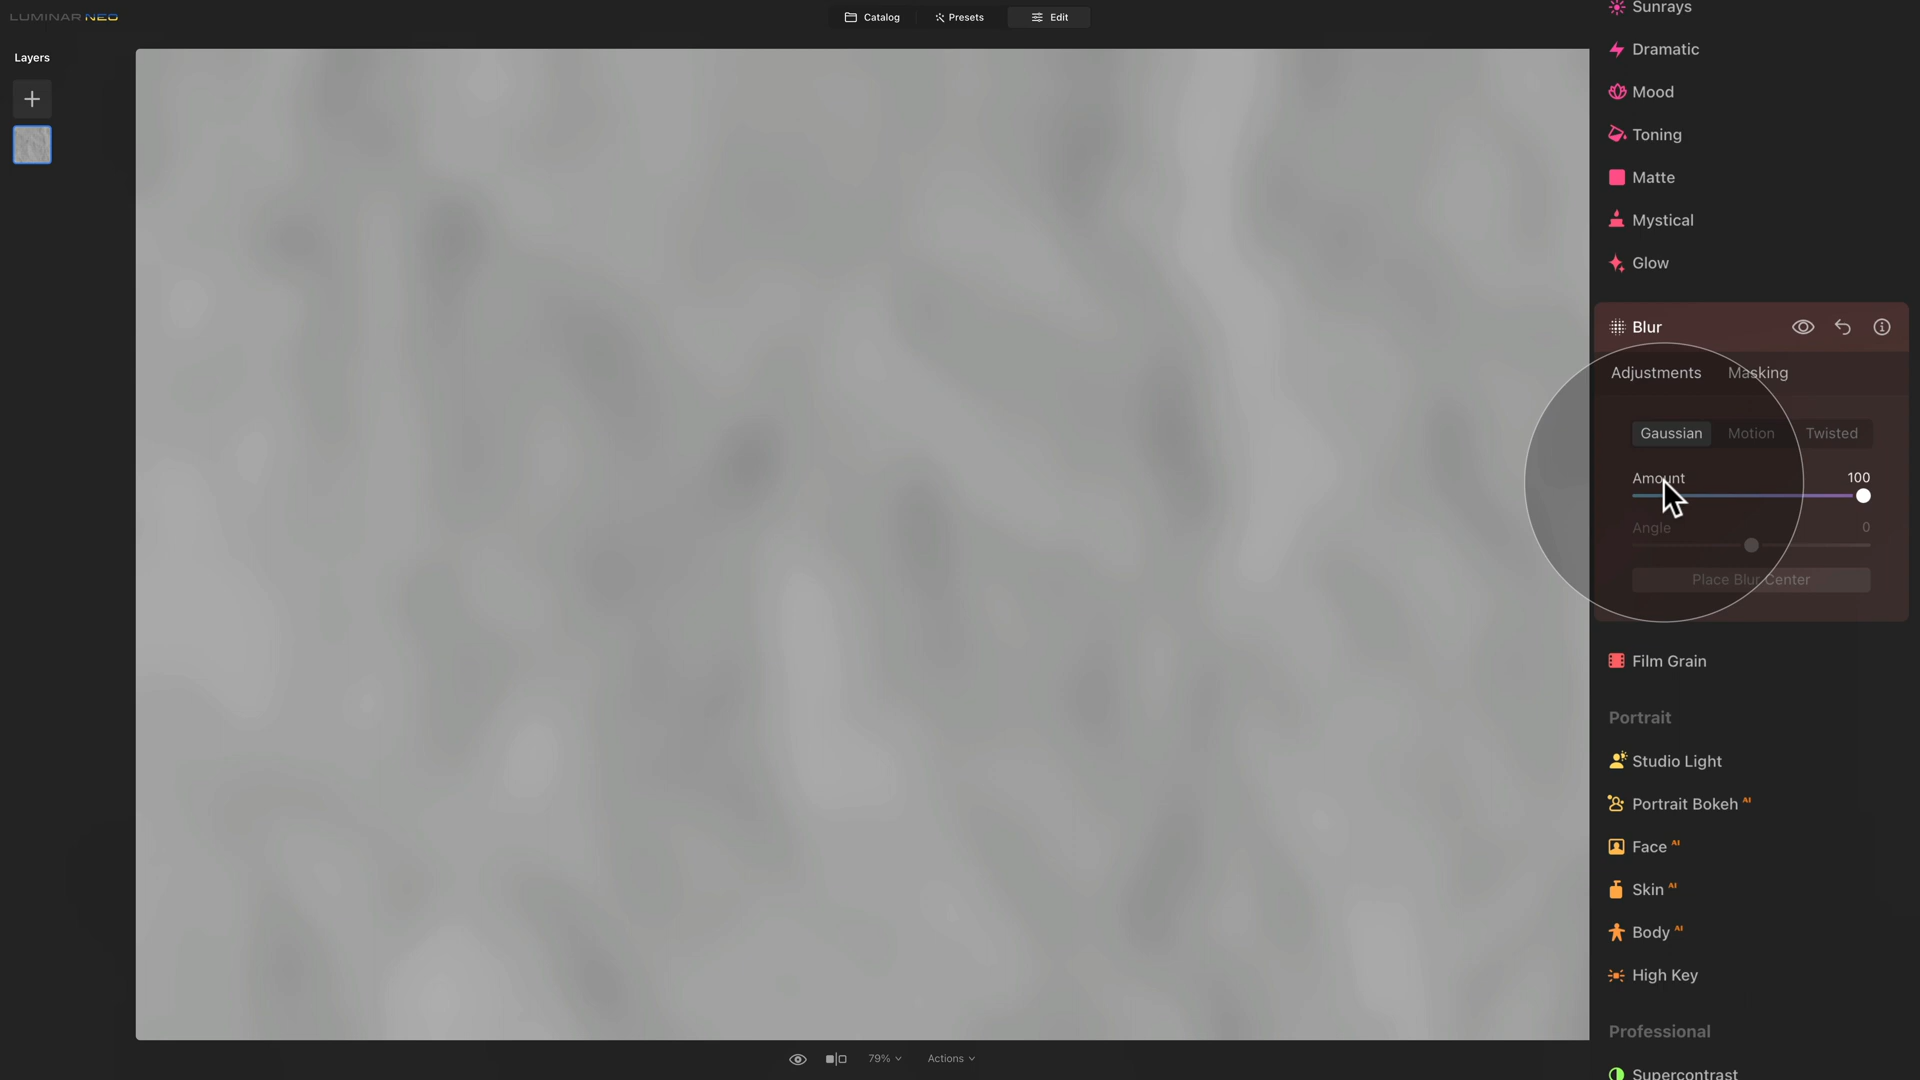 LUMINAR NEO
Catalog
Presets
Edit
Layers
Sunrays
Dramatic
Mood
Toning
Matte
Mystical
Glow
Blur
Adjustments Masking
Gaussian Motion Twisted
Amount 100
Angle 0
Place Blur Center
Film Grain
Portrait
Studio Light
Portrait Bokeh AI
Face AI
Skin AI
Body AI
High Key
Professional
Supercontrast
79%
Actions